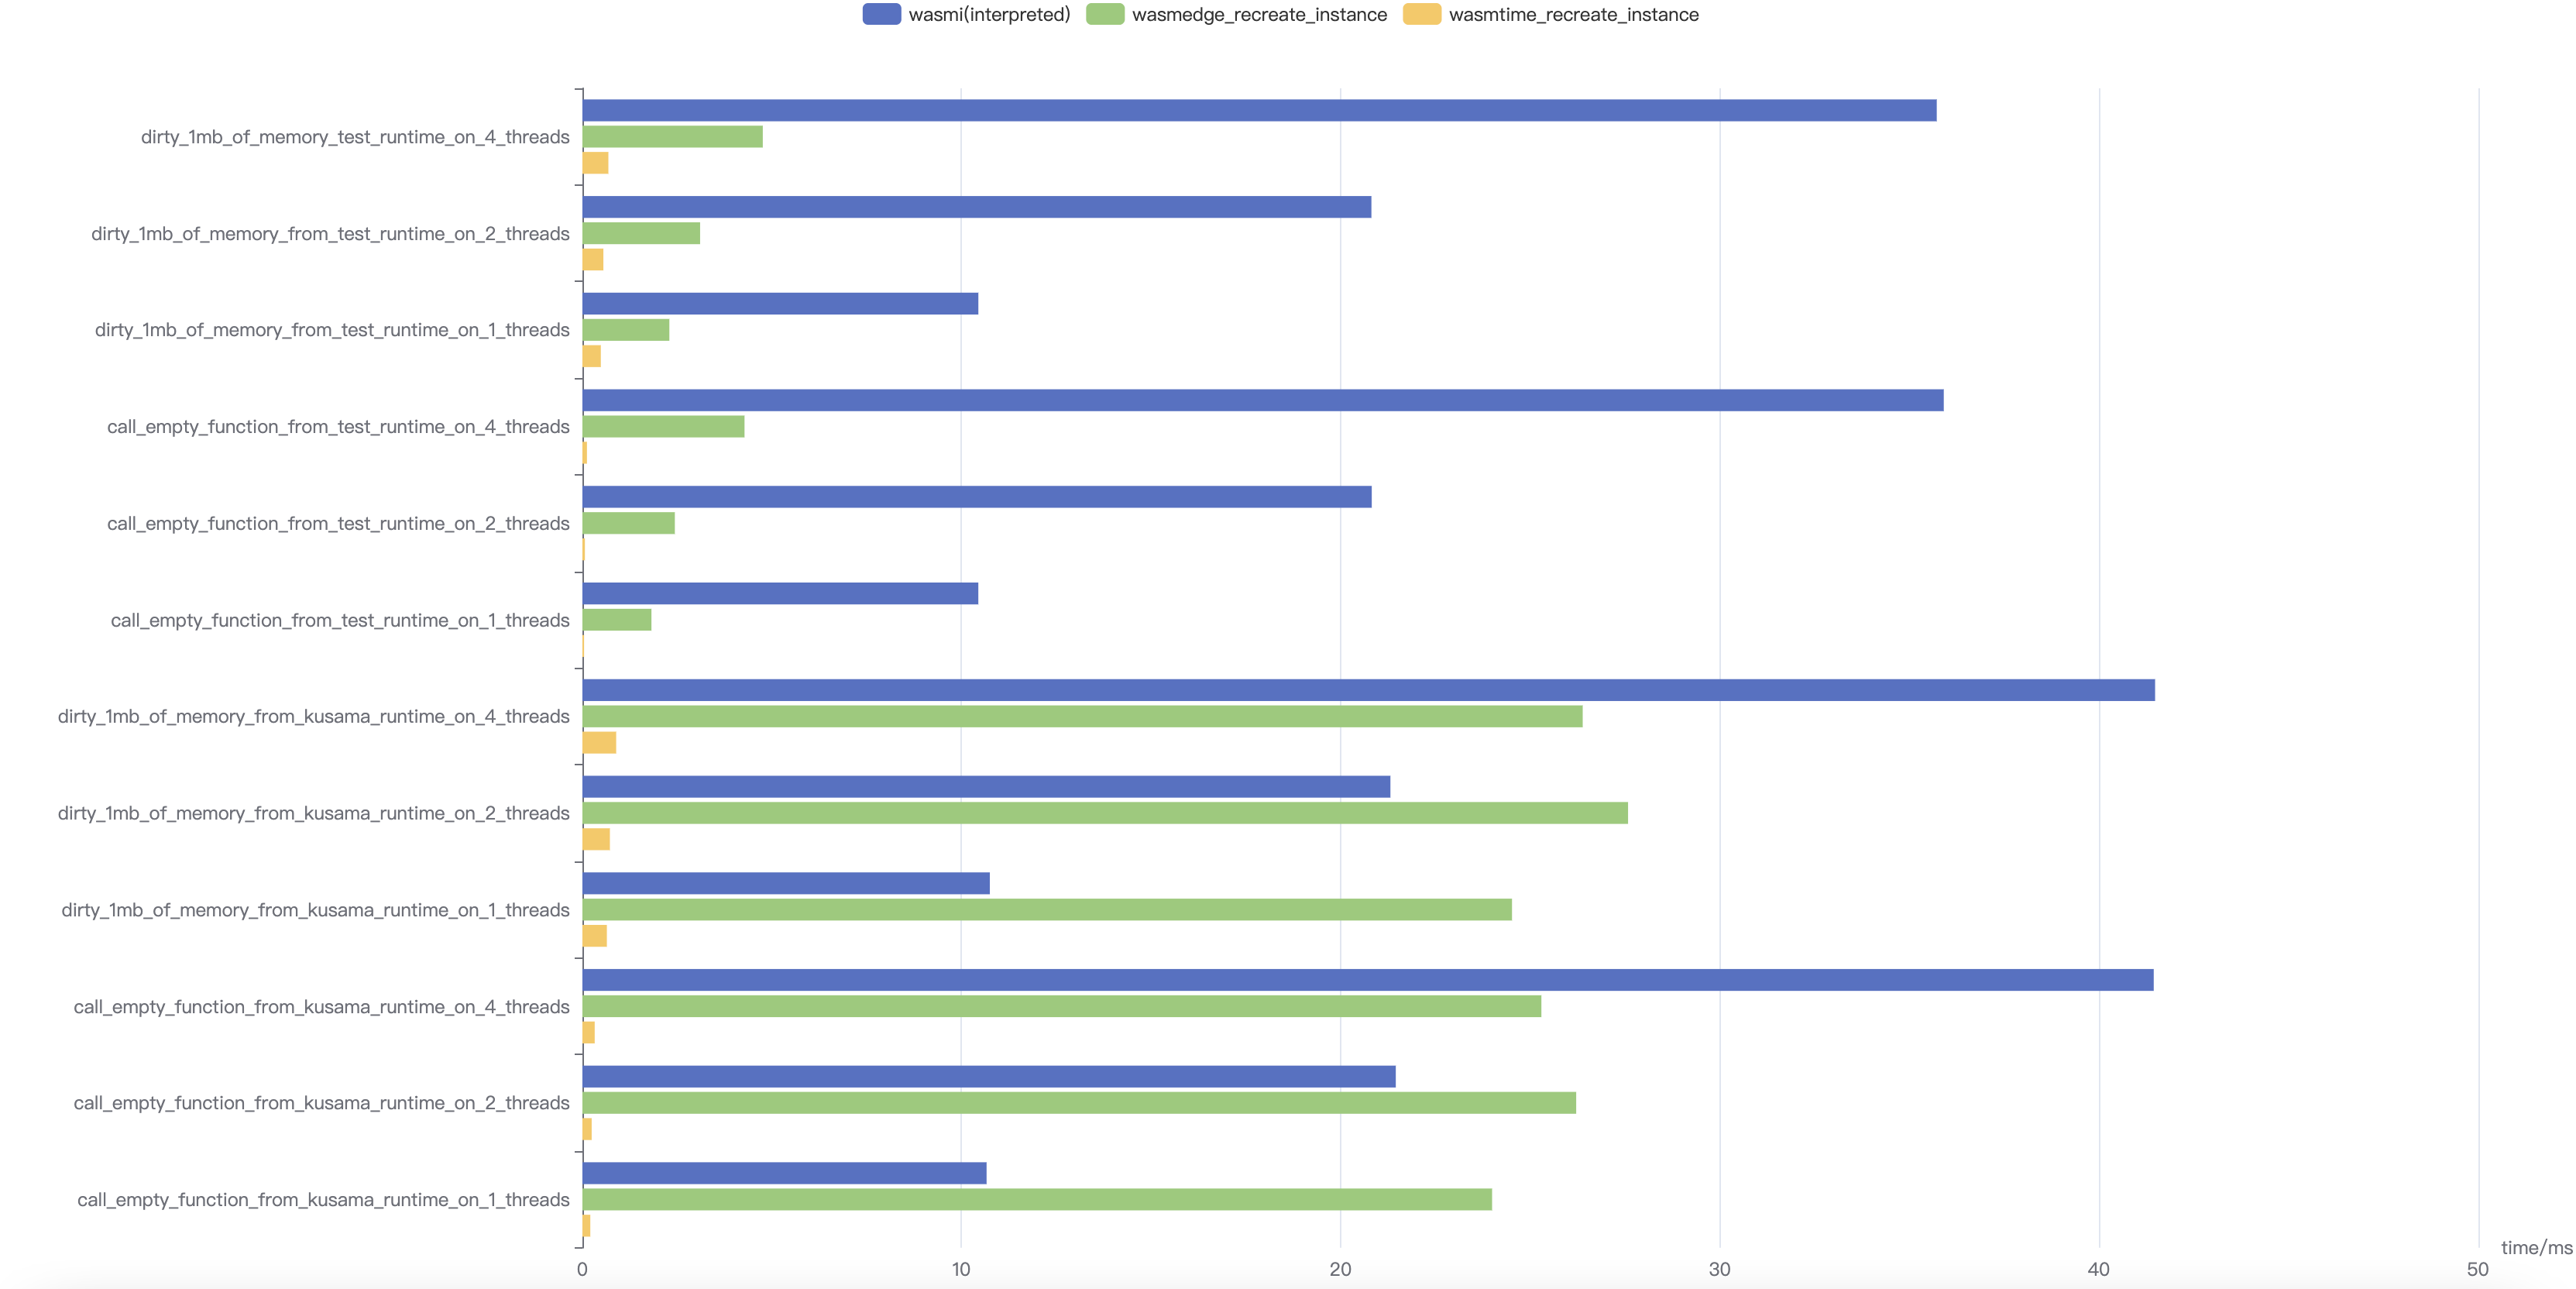 wasmi(interpreted) wasmedge_recreate_instance wasmtime_recreate_instance
dirty_1mb_of_memory_test_runtime_on_4_threads
dirty_1mb_of_memory_from_test_runtime_on_2_threads
dirty_1mb_of_memory_from_test_runtime_on_1_threads
call_empty_function_from_test_runtime_on_4_threads
call_empty_function_from_test_runtime_on_2_threads
call_empty_function_from_test_runtime_on_1_threads
dirty_1mb_of_memory_from_kusama_runtime_on_4_threads
dirty_1mb_of_memory_from_kusama_runtime_on_2_threads
dirty_1mb_of_memory_from_kusama_runtime_on_1_threads
call_empty_function_from_kusama_runtime_on_4_threads
call_empty_function_from_kusama_runtime_on_2_threads
call_empty_function_from_kusama_runtime_on_1_threads
time/ms
0 10 20 30 40 50